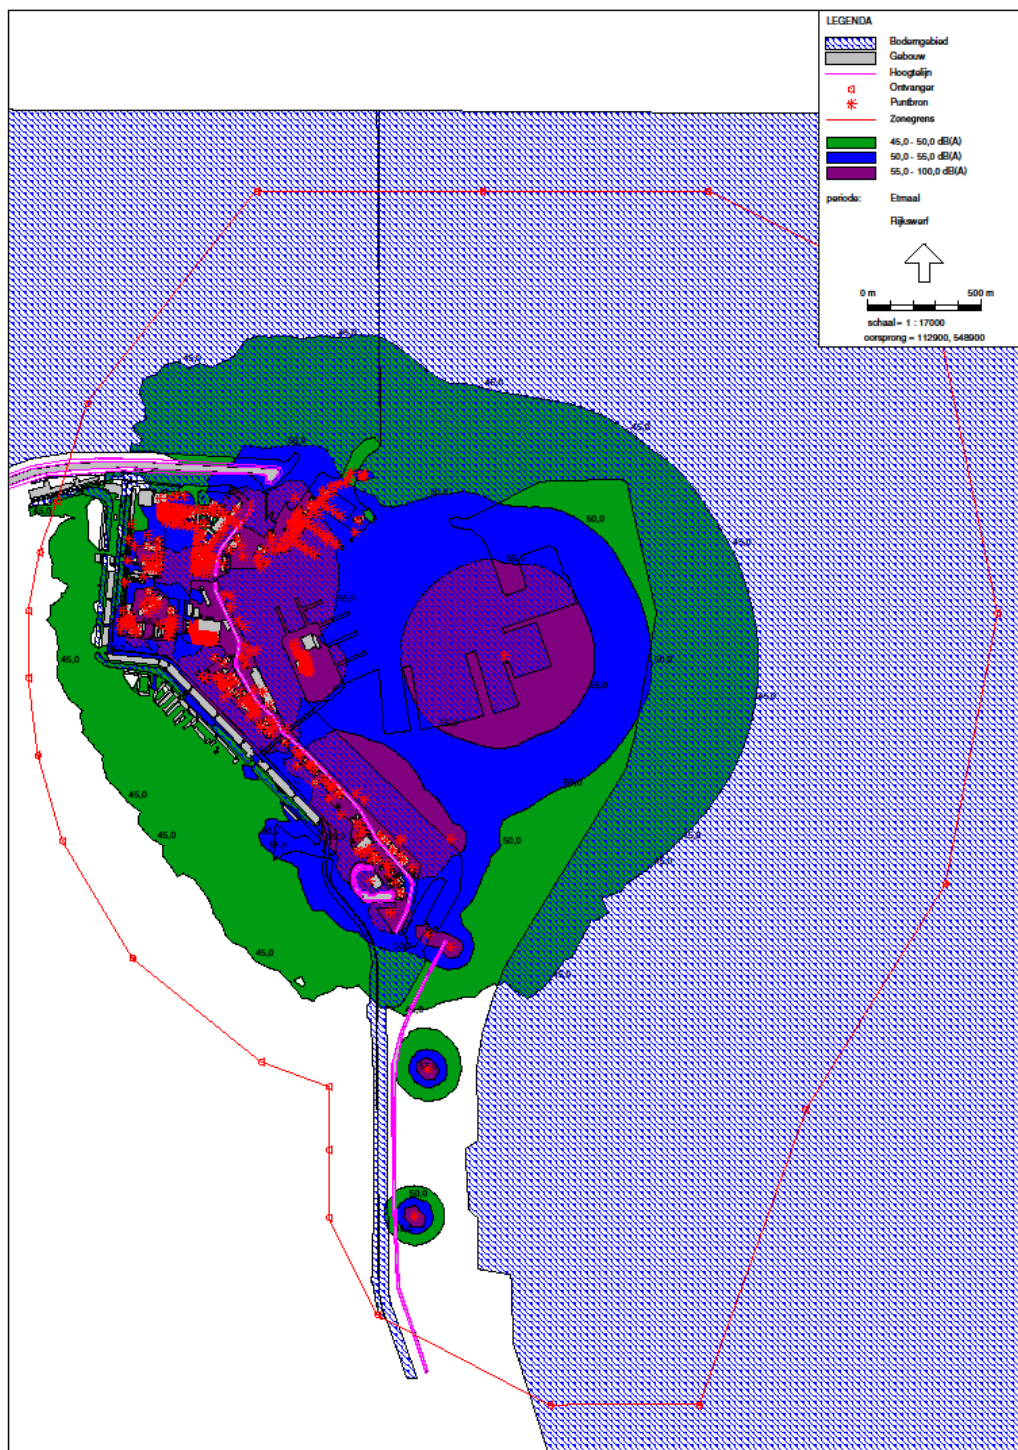 LEGENDA
Bodemgebied
Gebouw
Hoogtelijn
Ontvanger
Puntbron
Zonegrens
45,0 - 50,0 dB(A)
50,0 - 55,0 dB(A)
55,0 - 100,0 dB(A)
periode: Etmaal
Rijkswerf
0 m 500 m
schaal = 1 : 17000
oorsprong = 112900, 548900
45,0
45,0
45,0
45,0
50,0
50,0
45,0
45,0
50,0
45,0
45,0
50,0
45,0
45,0
50,0
45,0
45,0
45,0
50,0